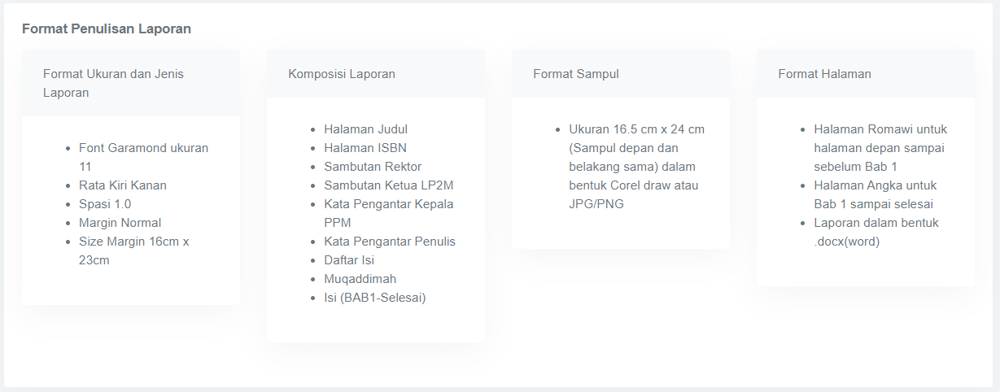 Format Penulisan Laporan
Format Ukuran dan Jenis
Laporan
• Font Garamond ukuran
11
• Rata Kiri Kanan
• Spasi 1.0
• Margin Normal
• Size Margin 16cm x
23cm
Komposisi Laporan
• Halaman Judul
• Halaman ISBN
• Sambutan Rektor
• Sambutan Ketua LP2M
• Kata Pengantar Kepala
PPM
• Kata Pengantar Penulis
• Daftar Isi
• Muqaddimah
• Isi (BAB1-Selesai)
Format Sampul
• Ukuran 16.5 cm x 24 cm
(Sampul depan dan
belakang sama) dalam
bentuk Corel draw atau
JPG/PNG
Format Halaman
• Halaman Romawi untuk
halaman depan sampai
sebelum Bab 1
• Halaman Angka untuk
Bab 1 sampai selesai
• Laporan dalam bentuk
.docx(word)